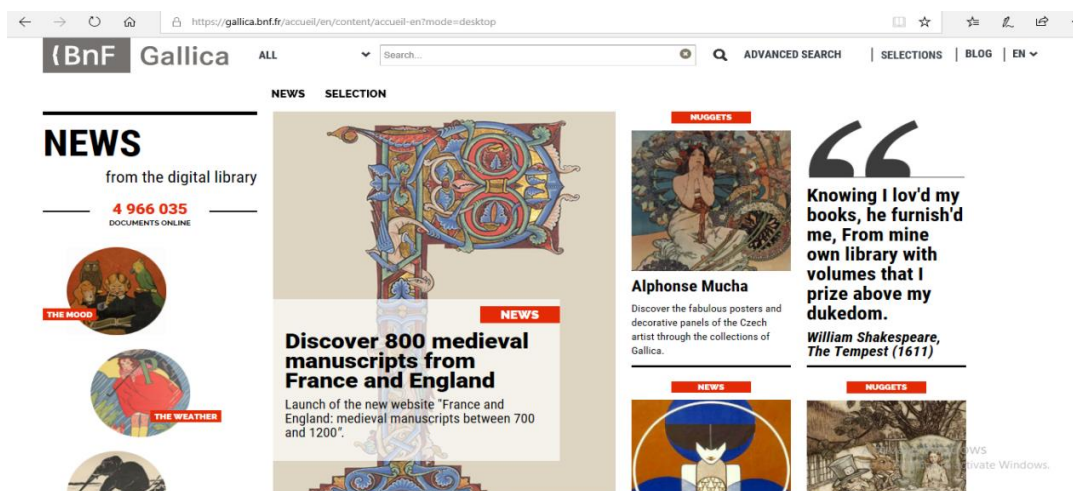 https://gallica.bnf.fr/accueil/en/content/accueil-en?mode=desktop
BnF Gallica
ALL
Search...
ADVANCED SEARCH
SELECTIONS
BLOG
EN
NEWS SELECTION
NEWS
from the digital library
4 966 035
DOCUMENTS ONLINE
THE MOOD
THE WEATHER
NEWS
Discover 800 medieval
manuscripts from
France and England
Launch of the new website "France and
England: medieval manuscripts between 700
and 1200".
NUGGETS
Alphonse Mucha
Discover the fabulous posters and
decorative panels of the Czech
artist through the collections of
Gallica.
NEWS
“
Knowing I lov'd my
books, he furnish'd
me, From mine
own library with
volumes that I
prize above my
dukedom.
William Shakespeare,
The Tempest (1611)
NUGGETS